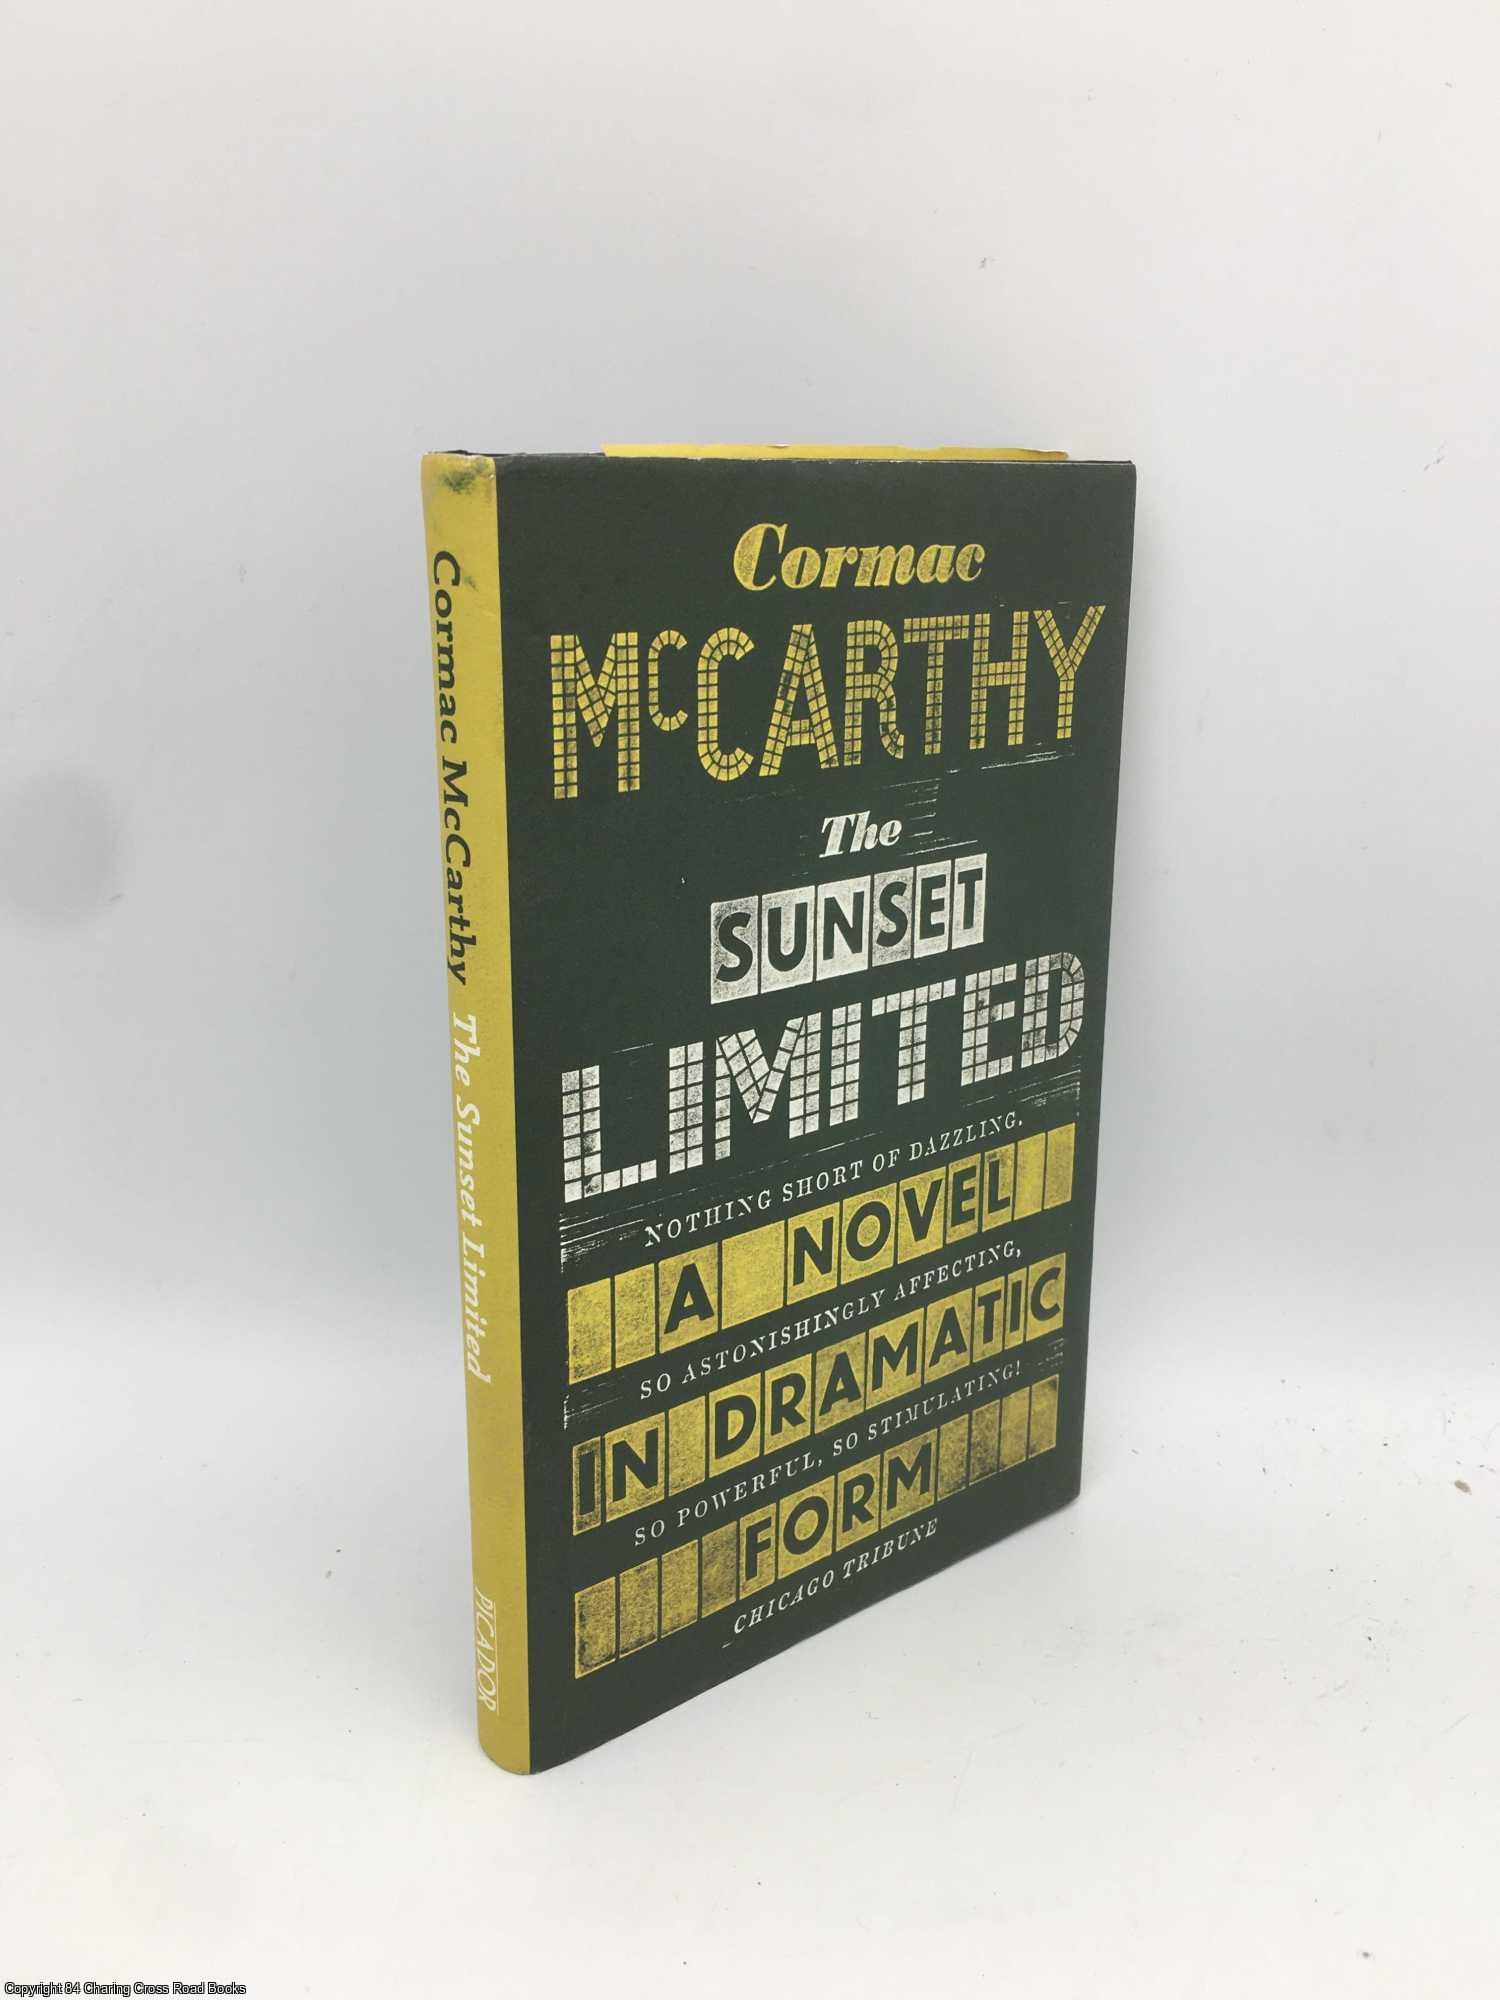 Cormac McCarthy The Sunset Limited PICADOR
Cormac
McCARTHY
The
SUNSET
LIMITED
NOTHING SHORT OF DAZZLING.
A NOVEL
SO ASTONISHINGLY AFFECTING,
IN DRAMATIC
SO POWERFUL, SO STIMULATING!
FORM
CHICAGO TRIBUNE
Copyright 84 Charing Cross Road Books